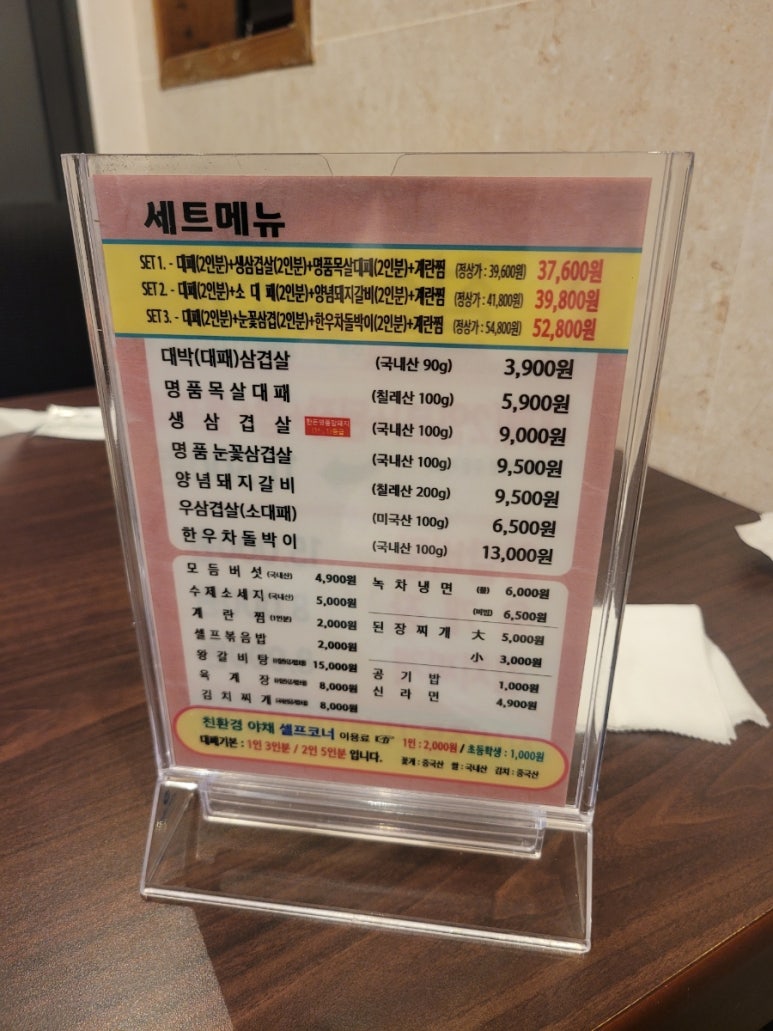 세트메뉴
SET 1. - 대패(2인분)+생삼겹살(2인분)+명품목살대패(2인분)+계란찜 (정상가 : 39,600원) 37,600원
SET 2. - 대패(2인분)+소 대 패(2인분)+양념돼지갈비(2인분)+계란찜 (정상가 : 41,800원) 39,800원
SET 3. - 대패(2인분)+눈꽃삼겹(2인분)+한우차돌박이(2인분)+계란찜 (정상가 : 54,800원) 52,800원
대박(대패)삼겹살 (국내산 90g) 3,900원
명품목살대패 (칠레산 100g) 5,900원
생 삼 겹 살 (국내산 100g) 9,000원
명품 눈꽃삼겹살 (국내산 100g) 9,500원
양념돼지갈비 (칠레산 200g) 9,500원
우삼겹살(소대패) (미국산 100g) 6,500원
한우차돌박이 (국내산 100g) 13,000원
모 듬 버 섯 (국내산) 4,900원
수제소세지 (국내산) 5,000원
계 란 찜 (1인분) 2,000원
셀프볶음밥 2,000원
왕갈비탕 15,000원
육 계 장 8,000원
김치찌개 8,000원
녹차냉면 (물) 6,000원
(비빔) 6,500원
된장찌개 大 5,000원
小 3,000원
공 기 밥 1,000원
신 라 면 4,900원
친환경 야채 셀프코너 이용료 ☞ 1인 : 2,000원 / 초등학생 : 1,000원
대패기본 : 1인 3인분 / 2인 5인분 입니다. 꽃게 : 중국산 쌀 : 국내산 김치 : 중국산